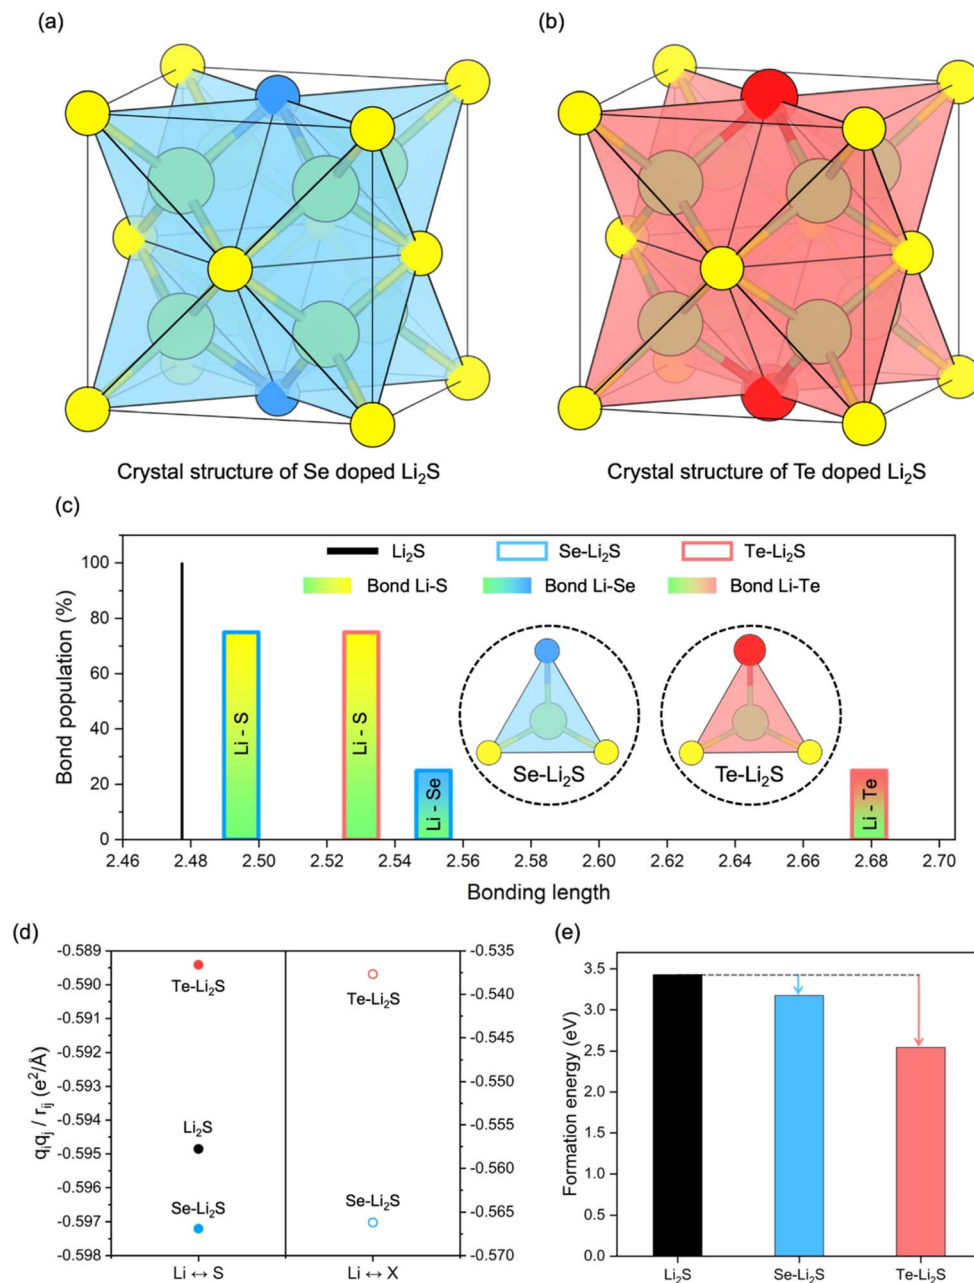 (a)
(b)
Crystal structure of Se doped Li₂S
Crystal structure of Te doped Li₂S
(c)
Li₂S
Se-Li₂S
Te-Li₂S
Bond Li-S
Bond Li-Se
Bond Li-Te
Bond population (%)
100
80
60
40
20
0
Li - S
Li - S
Li - Se
Li - Te
Se-Li₂S
Te-Li₂S
2.46 2.48 2.50 2.52 2.54 2.56 2.58 2.60 2.62 2.64 2.66 2.68 2.70
Bonding length
(d)
qᵢqⱼ / rᵢⱼ (e²/Å)
-0.589
-0.590
-0.591
-0.592
-0.593
-0.594
-0.595
-0.596
-0.597
-0.598
Te-Li₂S
Li₂S
Se-Li₂S
Te-Li₂S
Se-Li₂S
-0.535
-0.540
-0.545
-0.550
-0.555
-0.560
-0.565
-0.570
Li ↔ S
Li ↔ X
(e)
Formation energy (eV)
3.5
3.0
2.5
2.0
1.5
1.0
0.5
0.0
Li₂S
Se-Li₂S
Te-Li₂S